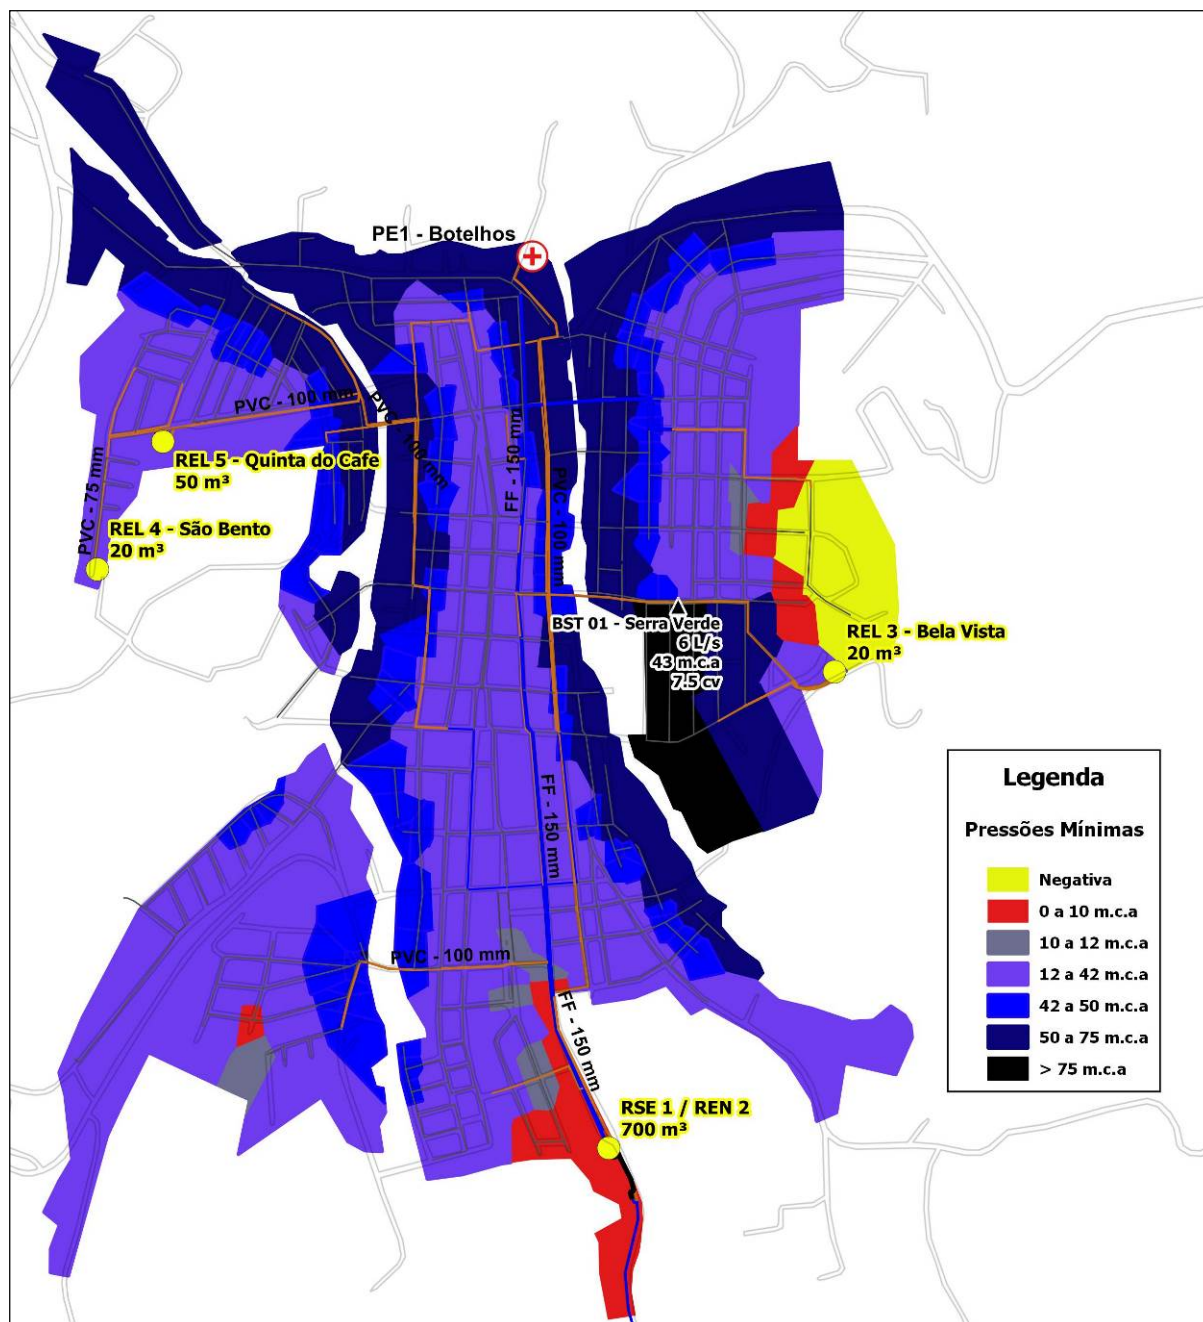 PE1 - Botelhos
PVC - 100 mm
PVC - 100 mm
FF - 150 mm
PVC - 100 mm
REL 5 - Quinta do Cafe
50 m³
PVC - 75 mm
REL 4 - São Bento
20 m³
BST 01 - Serra Verde
6 L/s
43 m.c.a
7.5 cv
REL 3 - Bela Vista
20 m³
FF - 150 mm
PVC - 100 mm
FF - 150 mm
RSE 1 / REN 2
700 m³
Legenda
Pressões Mínimas
Negativa
0 a 10 m.c.a
10 a 12 m.c.a
12 a 42 m.c.a
42 a 50 m.c.a
50 a 75 m.c.a
> 75 m.c.a